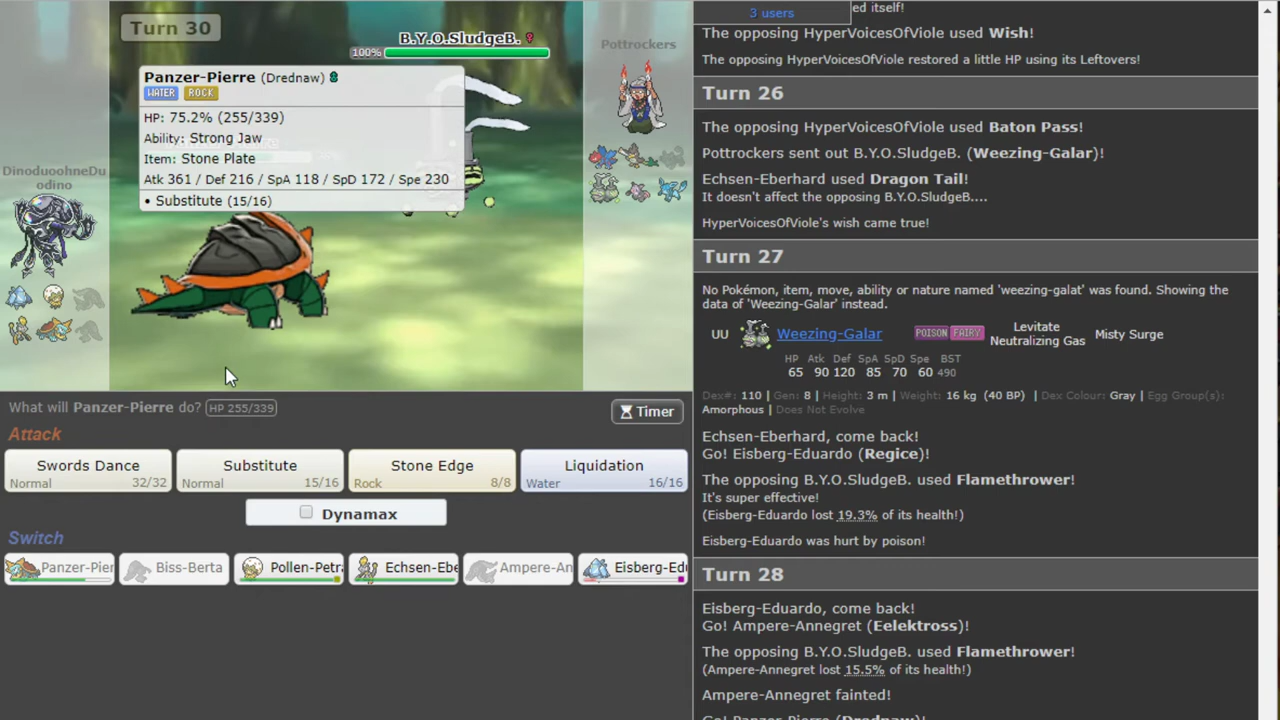 Turn 30
B.Y.O.SludgeB.
100%
Panzer-Pierre (Drednaw)
WATER ROCK
HP: 75.2% (255/339)
Ability: Strong Jaw
Item: Stone Plate
Atk 361 / Def 216 / SpA 118 / SpD 172 / Spe 230
• Substitute (15/16)
DinoduoohneDu
odino
Pottrockers
What will Panzer-Pierre do? HP 255/339
Timer
Attack
Swords Dance
Normal 32/32
Substitute
Normal 15/16
Stone Edge
Rock 8/8
Liquidation
Water 16/16
Dynamax
Switch
Panzer-Pier
Biss-Berta
Pollen-Petra
Echsen-Ebe
Ampere-An
Eisberg-Edu
3 users
ed itself!
The opposing HyperVoicesOfViole used Wish!
The opposing HyperVoicesOfViole restored a little HP using its Leftovers!
Turn 26
The opposing HyperVoicesOfViole used Baton Pass!
Pottrockers sent out B.Y.O.SludgeB. (Weezing-Galar)!
Echsen-Eberhard used Dragon Tail!
It doesn't affect the opposing B.Y.O.SludgeB....
HyperVoicesOfViole's wish came true!
Turn 27
No Pokémon, item, move, ability or nature named 'weezing-galat' was found. Showing the
data of 'Weezing-Galar' instead.
UU Weezing-Galar POISON FAIRY Levitate
Neutralizing Gas Misty Surge
HP Atk Def SpA SpD Spe BST
65 90 120 85 70 60 490
Dex#: 110 | Gen: 8 | Height: 3 m | Weight: 16 kg (40 BP) | Dex Colour: Gray | Egg Group(s):
Amorphous | Does Not Evolve
Echsen-Eberhard, come back!
Go! Eisberg-Eduardo (Regice)!
The opposing B.Y.O.SludgeB. used Flamethrower!
It's super effective!
(Eisberg-Eduardo lost 19.3% of its health!)
Eisberg-Eduardo was hurt by poison!
Turn 28
Eisberg-Eduardo, come back!
Go! Ampere-Annegret (Eelektross)!
The opposing B.Y.O.SludgeB. used Flamethrower!
(Ampere-Annegret lost 15.5% of its health!)
Ampere-Annegret fainted!
Go! Panzer-Pierre (Drednaw)!